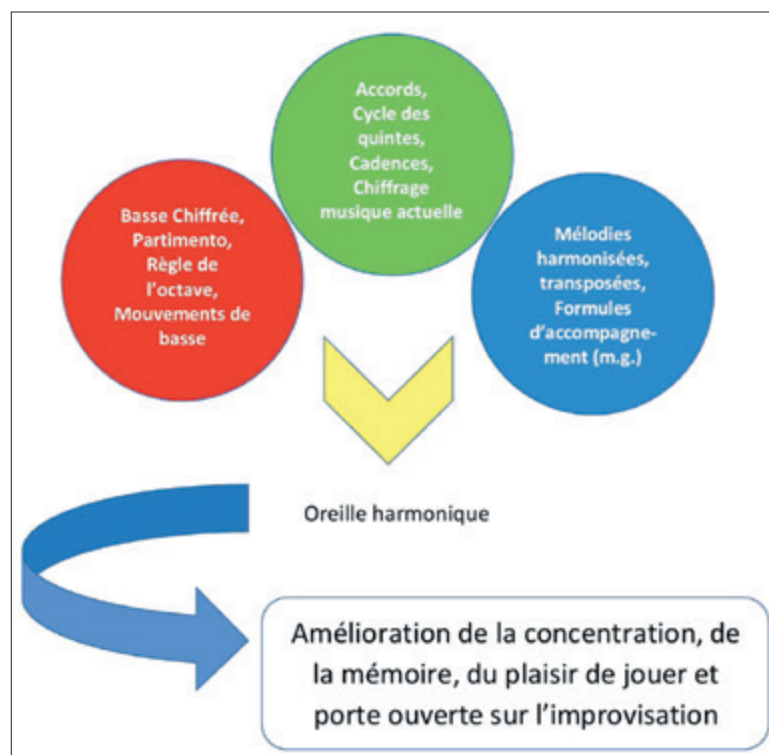 Accords,
Cycle des
quintes,
Cadences,
Chiffrage
musique actuelle
Basse Chiffrée,
Partimento,
Règle de
l'octave,
Mouvements de
basse
Mélodies
harmonisées,
transposées,
Formules
d'accompagne-
ment (m.g.)
Oreille harmonique
Amélioration de la concentration, de
la mémoire, du plaisir de jouer et
porte ouverte sur l'improvisation